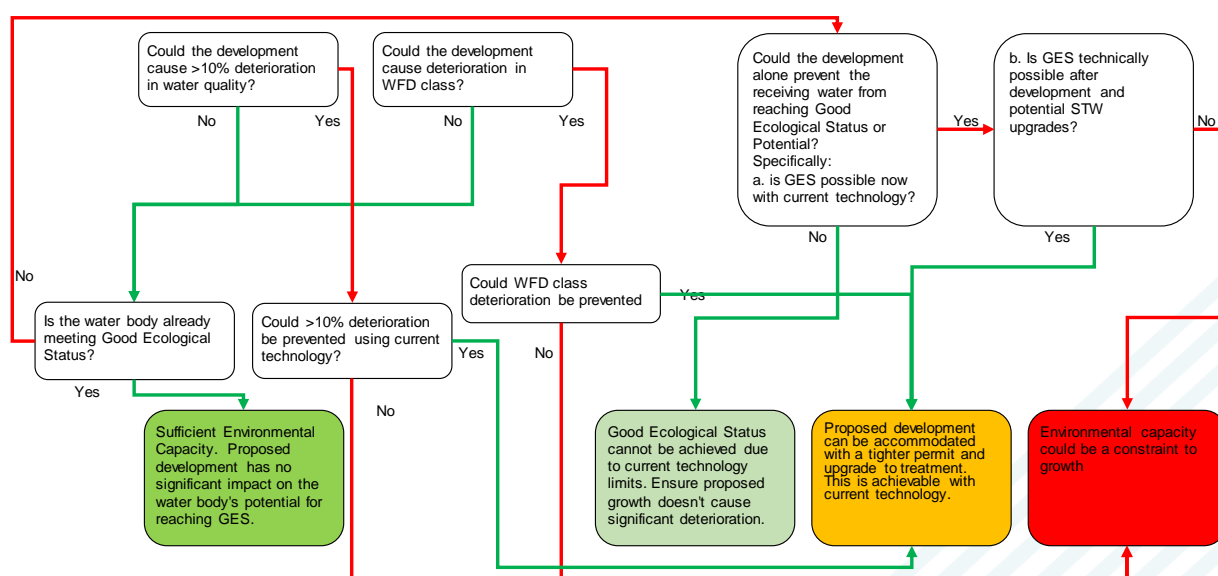 Could the development
cause >10% deterioration
in water quality?
Could the development
cause deterioration in
WFD class?
Could the development
alone prevent the
receiving water from
reaching Good
Ecological Status or
Potential?
Specifically:
a. is GES possible now
with current technology?
b. Is GES technically
possible after
development and
potential STW
upgrades?
No
Yes
No
Yes
Yes
No
No
Yes
No
Could WFD class
deterioration be prevented
Yes
Is the water body already
meeting Good Ecological
Status?
Could >10% deterioration
be prevented using current
technology?
Yes
No
Yes
No
Sufficient Environmental
Capacity. Proposed
development has no
significant impact on the
water body's potential for
reaching GES.
Good Ecological Status
cannot be achieved due
to current technology
limits. Ensure proposed
growth doesn't cause
significant deterioration.
Proposed development
can be accommodated
with a tighter permit and
upgrade to treatment.
This is achievable with
current technology.
Environmental capacity
could be a constraint to
growth